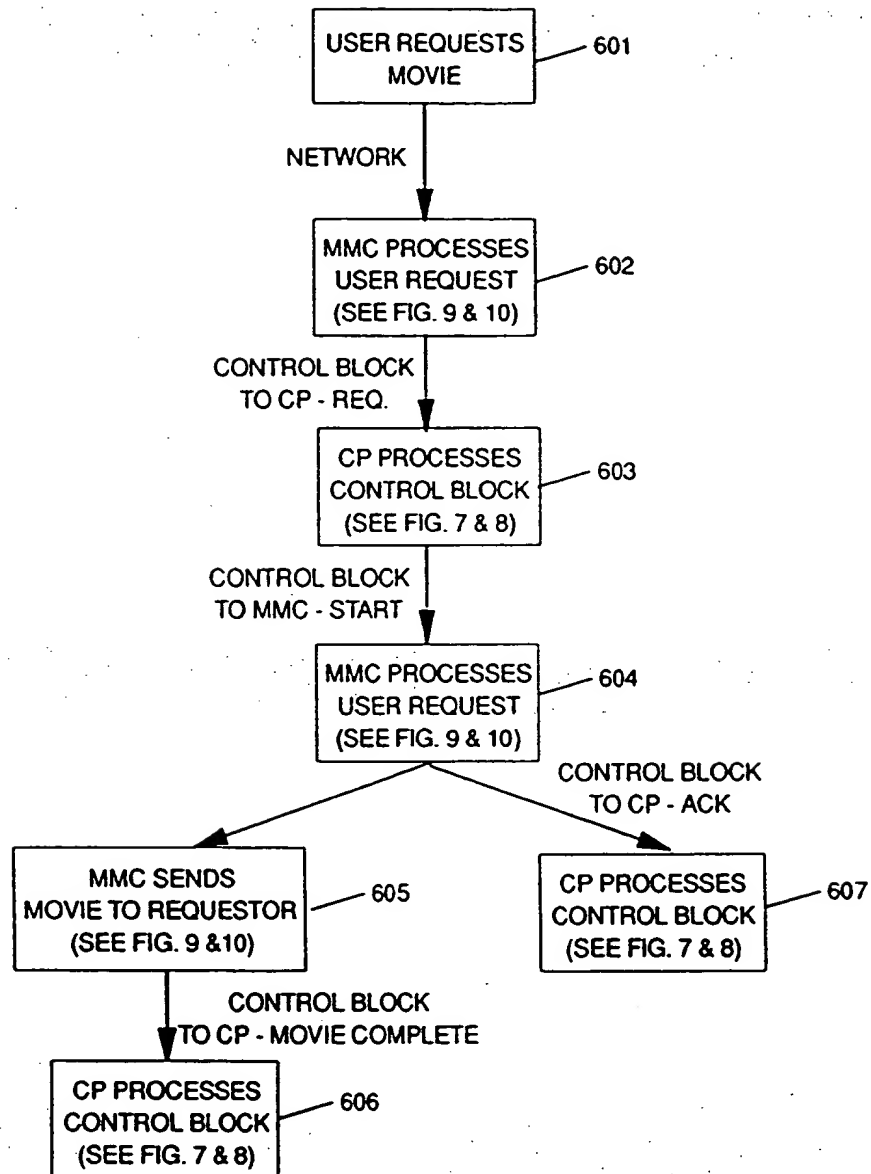 USER REQUESTS
MOVIE
601
NETWORK
MMC PROCESSES
USER REQUEST
(SEE FIG. 9 & 10)
602
CONTROL BLOCK
TO CP - REQ.
CP PROCESSES
CONTROL BLOCK
(SEE FIG. 7 & 8)
603
CONTROL BLOCK
TO MMC - START
MMC PROCESSES
USER REQUEST
(SEE FIG. 9 & 10)
604
CONTROL BLOCK
TO CP - ACK
MMC SENDS
MOVIE TO REQUESTOR
(SEE FIG. 9 &10)
605
CP PROCESSES
CONTROL BLOCK
(SEE FIG. 7 & 8)
607
CONTROL BLOCK
TO CP - MOVIE COMPLETE
CP PROCESSES
CONTROL BLOCK
(SEE FIG. 7 & 8)
606